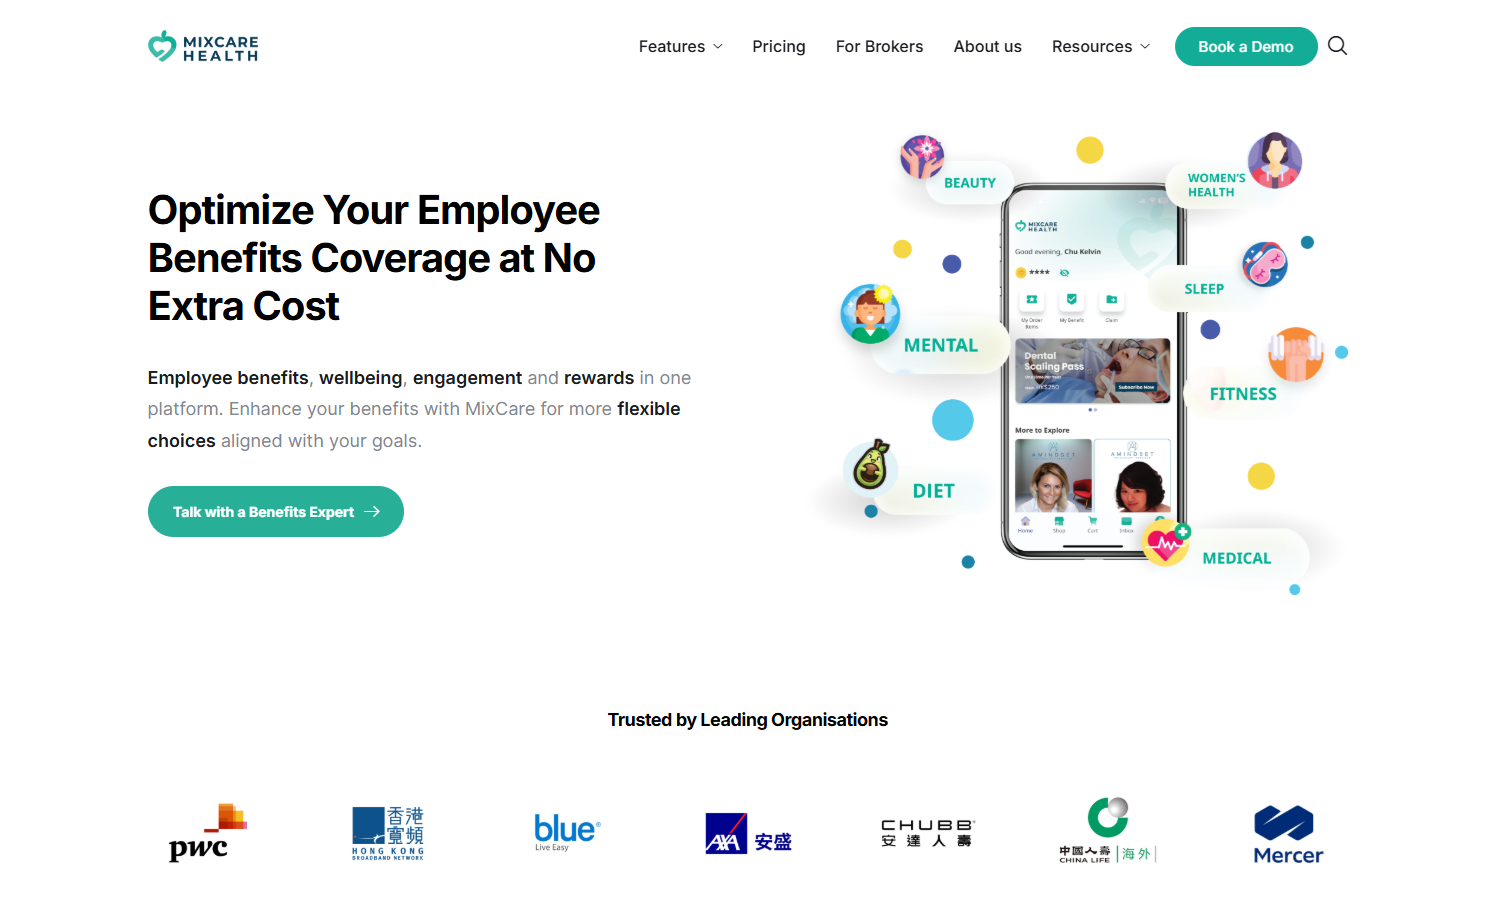 MIXCARE
HEALTH
Features
Pricing
For Brokers
About us
Resources
Book a Demo
Optimize Your Employee
Benefits Coverage at No
Extra Cost
Employee benefits, wellbeing, engagement and rewards in one
platform. Enhance your benefits with MixCare for more flexible
choices aligned with your goals.
Talk with a Benefits Expert
BEAUTY
WOMEN'S
HEALTH
SLEEP
MENTAL
FITNESS
DIET
MEDICAL
MIXCARE
HEALTH
Good evening, Chu Kelvin
****
My Order
Items
My Benefit
Claim
Dental
Scaling Pass
HK$250
Subscribe Now
More to Explore
AMINDSET
AMINDSET
Home
Shop
Cart
Inbox
Trusted by Leading Organisations
pwc
香港
寬頻
HONG KONG
BROADBAND NETWORK
blue®
Live Easy
AXA 安盛
CHUBB®
安達人壽
中國人壽 海外
CHINA LIFE
Mercer